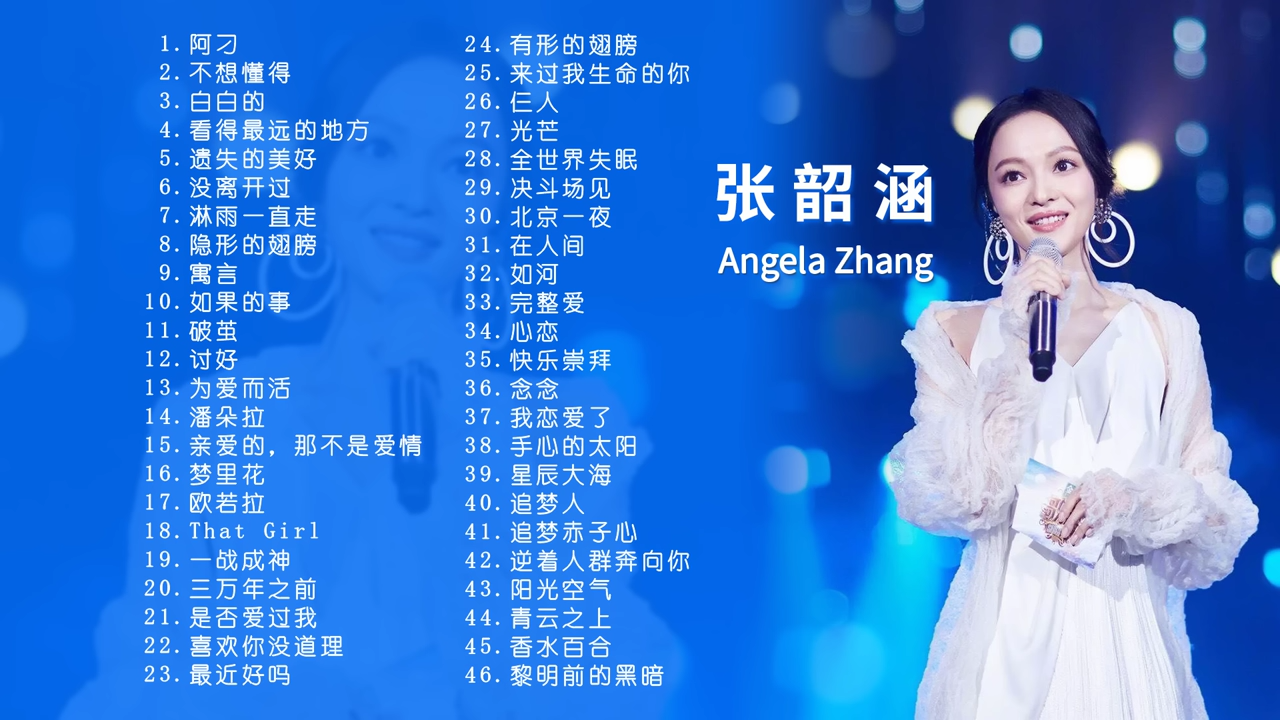 1.阿刁
2.不想懂得
3.白白的
4.看得最远的地方
5.遗失的美好
6.没离开过
7.淋雨一直走
8.隐形的翅膀
9.寓言
10.如果的事
11.破茧
12.讨好
13.为爱而活
14.潘朵拉
15.亲爱的，那不是爱情
16.梦里花
17.欧若拉
18.That Girl
19.一战成神
20.三万年之前
21.是否爱过我
22.喜欢你没道理
23.最近好吗
24.有形的翅膀
25.来过我生命的你
26.仨人
27.光芒
28.全世界失眠
29.决斗场见
30.北京一夜
31.在人间
32.如河
33.完整爱
34.心恋
35.快乐崇拜
36.念念
37.我恋爱了
38.手心的太阳
39.星辰大海
40.追梦人
41.追梦赤子心
42.逆着人群奔向你
43.阳光空气
44.青云之上
45.香水百合
46.黎明前的黑暗
张韶涵
Angela Zhang